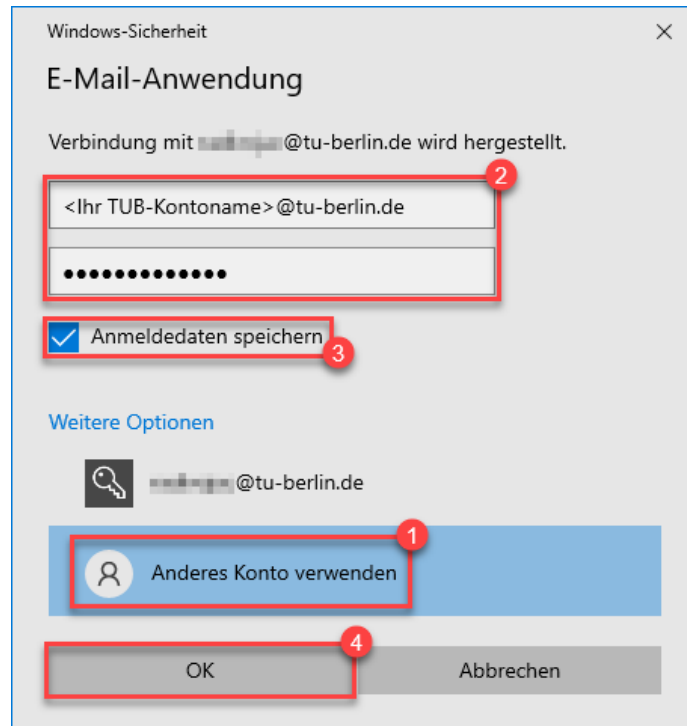 Windows-Sicherheit
E-Mail-Anwendung
Verbindung mit @tu-berlin.de wird hergestellt.
2
<Ihr TUB-Kontoname>@tu-berlin.de
●●●●●●●●●●●●●
Anmeldedaten speichern
3
Weitere Optionen
@tu-berlin.de
1
Anderes Konto verwenden
4
OK Abbrechen